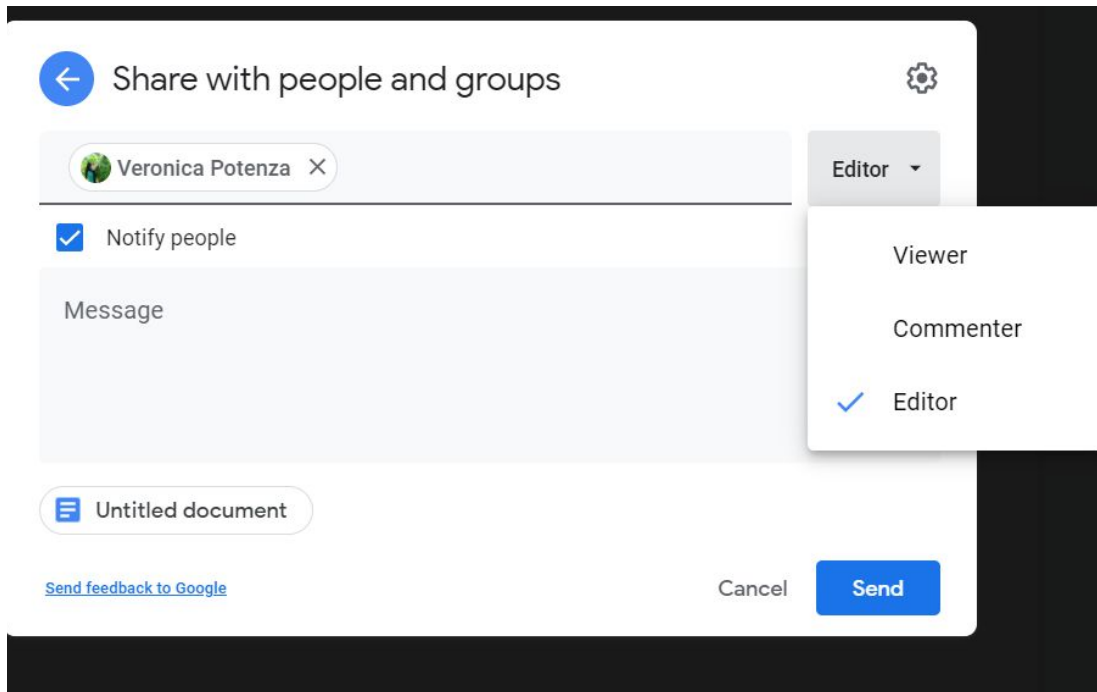 Share with people and groups
Veronica Potenza
Editor
Notify people
Message
Viewer
Commenter
Editor
Untitled document
Send feedback to Google
Cancel
Send